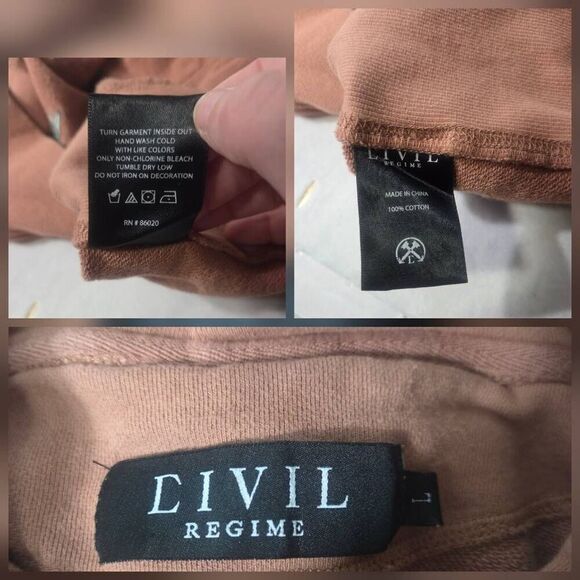 TURN GARMENT INSIDE OUT
HAND WASH COLD
WITH LIKE COLORS
ONLY NON-CHLORINE BLEACH
TUMBLE DRY LOW
DO NOT IRON ON DECORATION
RN # 86020
CIVIL
REGIME
MADE IN CHINA
100% COTTON
L
CIVIL
REGIME
L